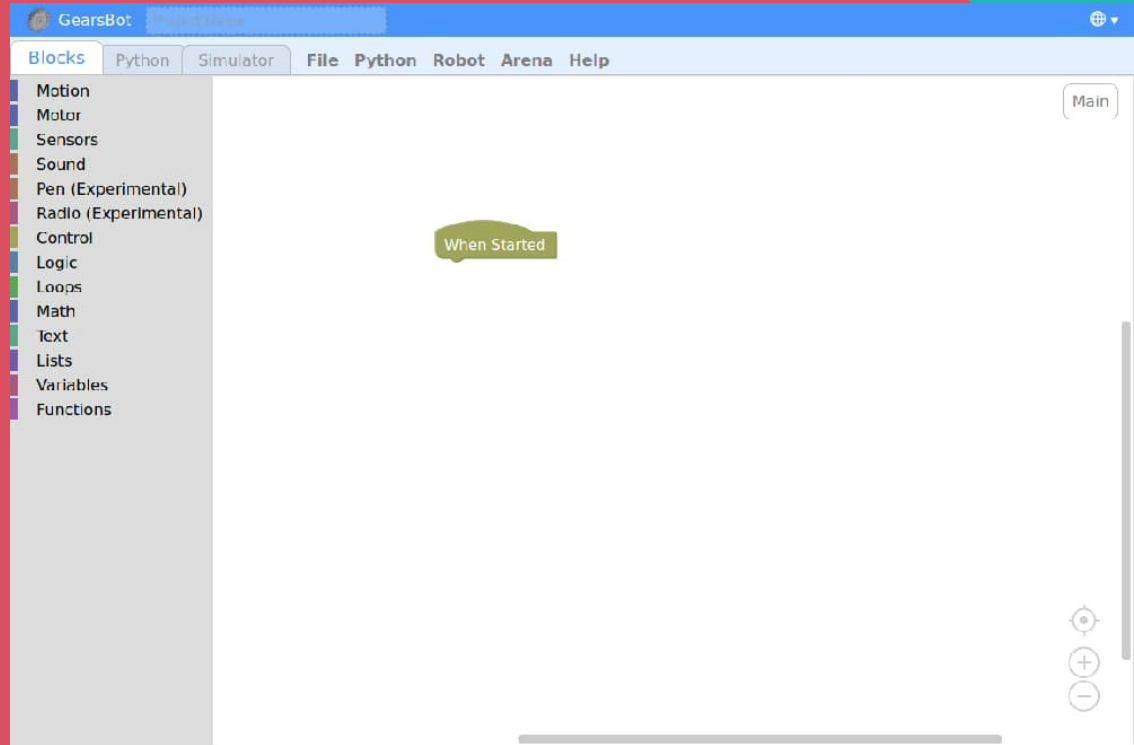 GearsBot
Blocks Python Simulator File Python Robot Arena Help
Motion
Motor
Sensors
Sound
Pen (Experimental)
Radio (Experimental)
Control
Logic
Loops
Math
Text
Lists
Variables
Functions
When Started
Main